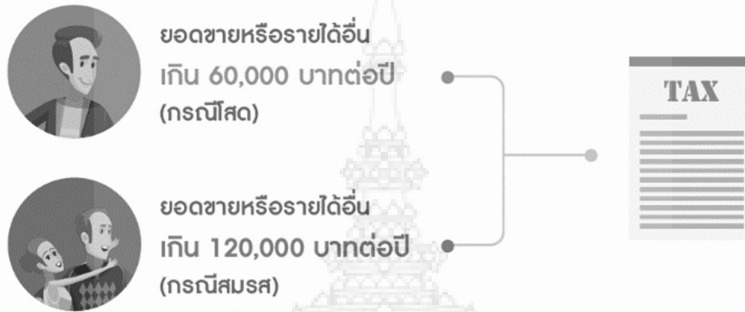 ยอดขายหรือรายได้อื่น
เกิน 60,000 บาทต่อปี
(กรณีโสด)
TAX
ยอดขายหรือรายได้อื่น
เกิน 120,000 บาทต่อปี
(กรณีสมรส)